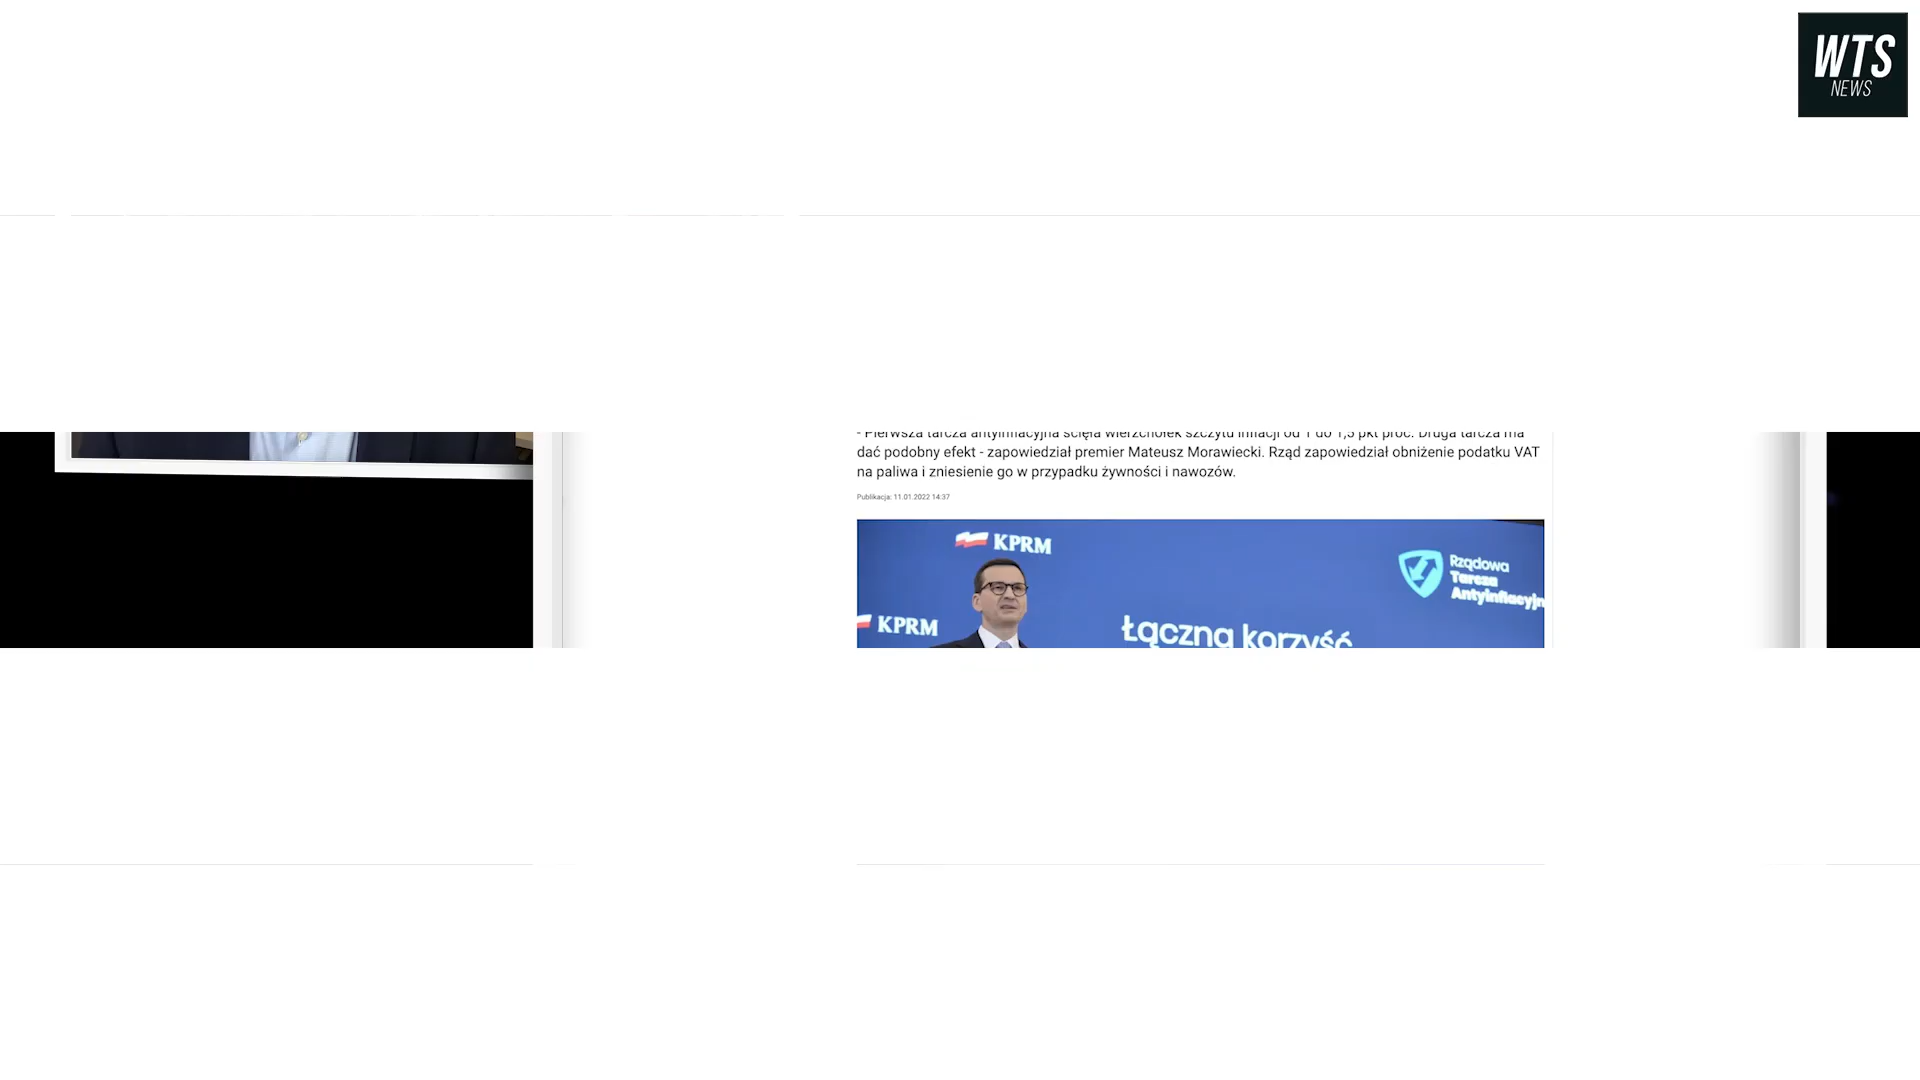 WTS
NEWS
- Pierwsza tarcza antyinflacyjna ścięła wierzchołek szczytu inflacji od 1 do 1,5 pkt proc. Druga tarcza ma
dać podobny efekt - zapowiedział premier Mateusz Morawiecki. Rząd zapowiedział obniżenie podatku VAT
na paliwa i zniesienie go w przypadku żywności i nawozów.
Publikacja: 11.01.2022 14:37
KPRM
Rządowa
Tarcza
Antyinflacyjn
KPRM
Łączna korzyść